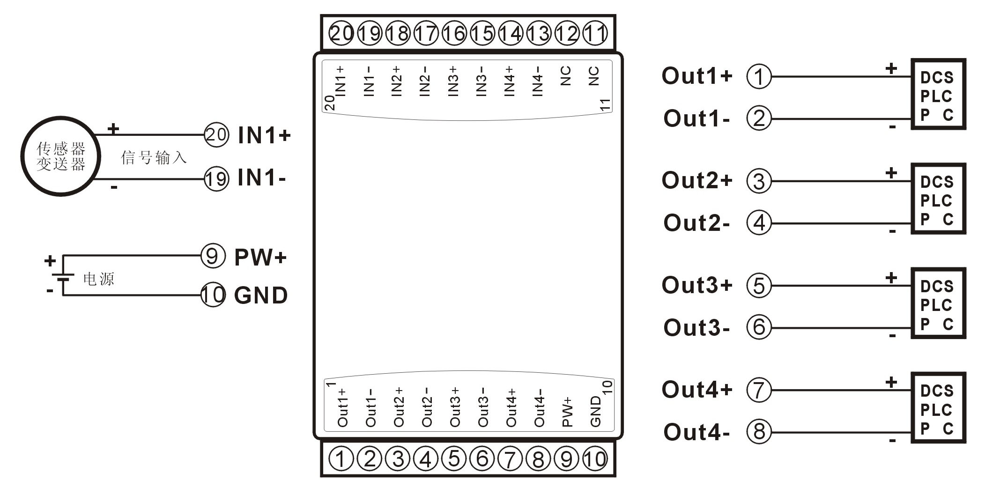 20 19 18 17 16 15 14 13 12 11
IN1+ IN1- IN2+ IN2- IN3+ IN3- IN4+ IN4- NC NC
20 11
传感器
变送器
+
-
信号输入
20 IN1+
19 IN1-
+
-
电源
9 PW+
10 GND
1 10
Out1+ Out1- Out2+ Out2- Out3+ Out3- Out4+ Out4- PW+ GND
1 2 3 4 5 6 7 8 9 10
Out1+ 1 +
Out1- 2 -
DCS
PLC
P C
Out2+ 3 +
Out2- 4 -
DCS
PLC
P C
Out3+ 5 +
Out3- 6 -
DCS
PLC
P C
Out4+ 7 +
Out4- 8 -
DCS
PLC
P C